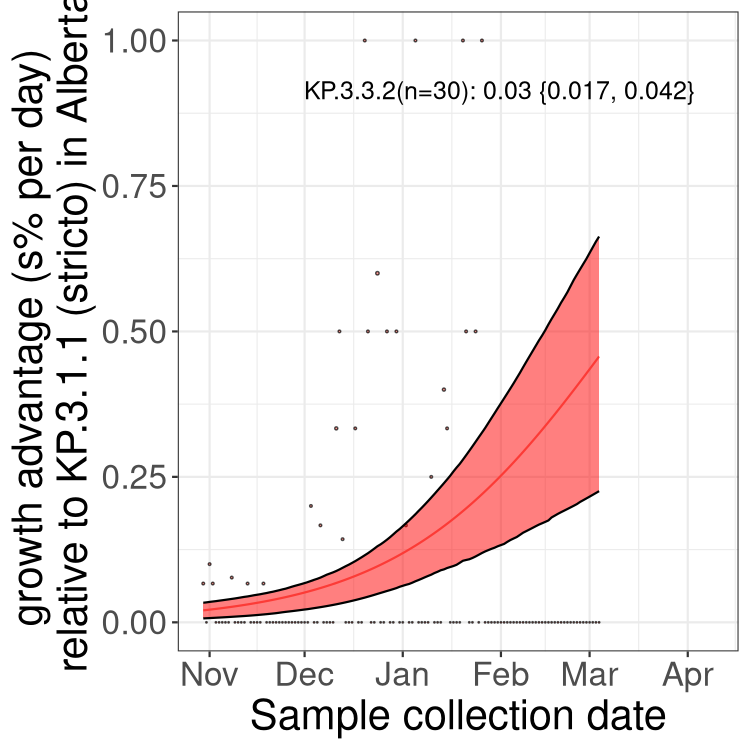 growth advantage (s% per day)
relative to KP.3.1.1 (stricto) in Alberta
1.00
0.75
0.50
0.25
0.00
KP.3.3.2(n=30): 0.03 {0.017, 0.042}
Nov Dec Jan Feb Mar Apr
Sample collection date